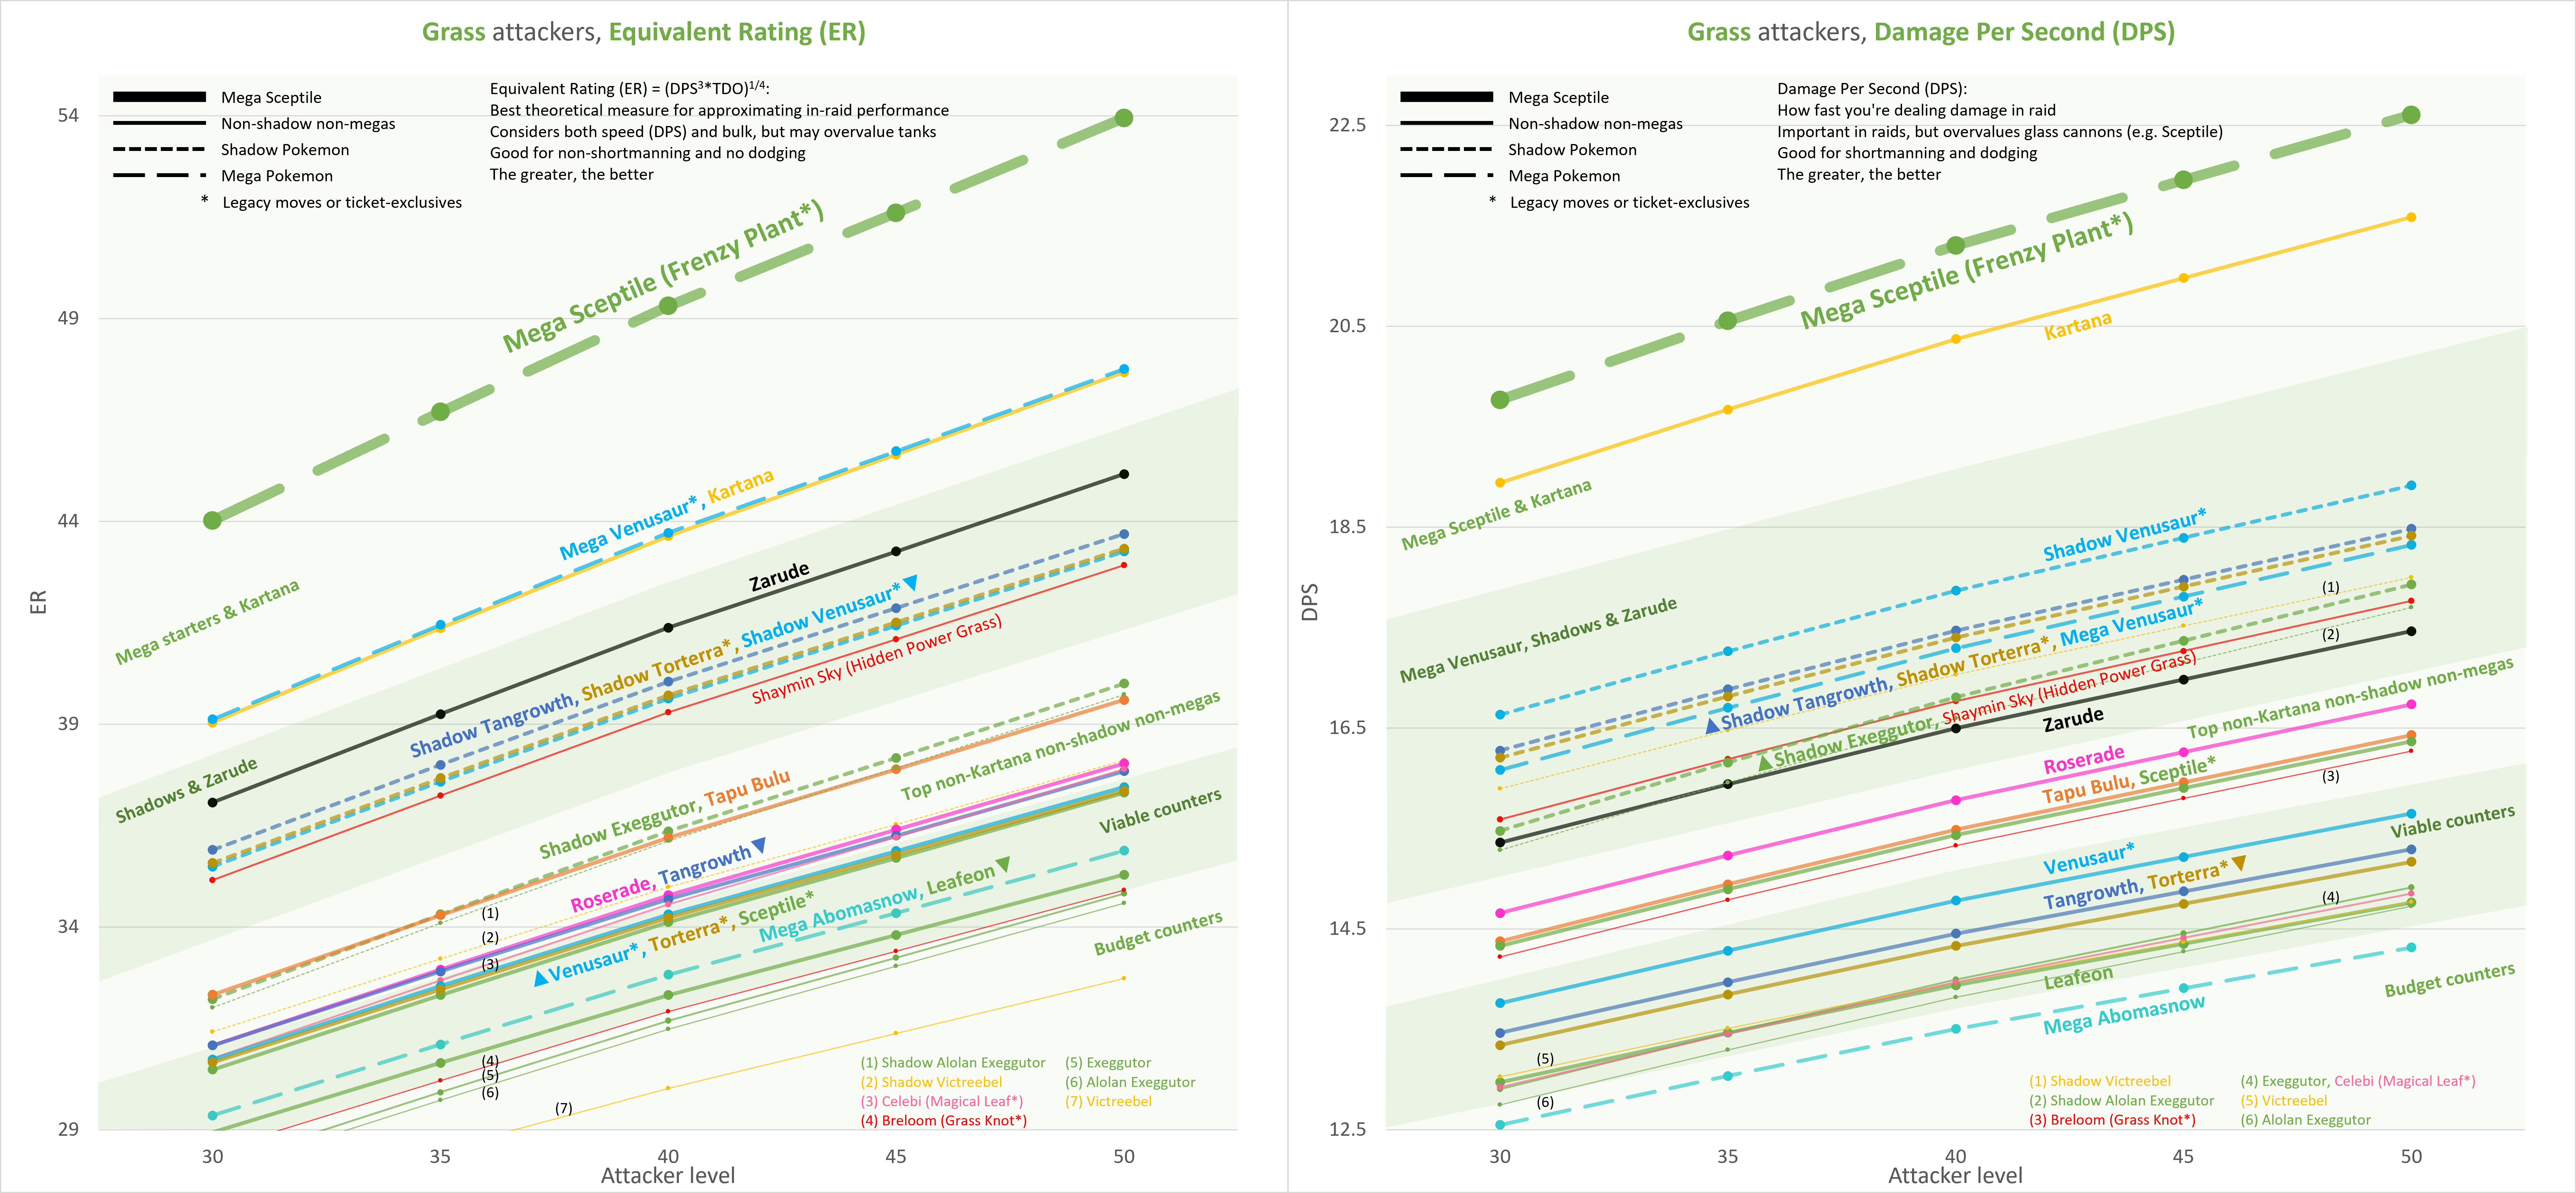 Grass attackers, Equivalent Rating (ER)
Mega Sceptile
Non-shadow non-megas
Shadow Pokemon
Mega Pokemon
* Legacy moves or ticket-exclusives
Equivalent Rating (ER) = (DPS³*TDO)¹/⁴:
Best theoretical measure for approximating in-raid performance
Considers both speed (DPS) and bulk, but may overvalue tanks
Good for non-shortmanning and no dodging
The greater, the better
54
49
44
39
34
29
ER
Mega Sceptile (Frenzy Plant*)
Mega Venusaur*, Kartana
Mega starters & Kartana
Zarude
Shadow Tangrowth, Shadow Torterra*, Shadow Venusaur*▼
Shaymin Sky (Hidden Power Grass)
Shadows & Zarude
Shadow Exeggutor, Tapu Bulu
Top non-Kartana non-shadow non-megas
Roserade, Tangrowth▼
Viable counters
▲Venusaur*, Torterra*, Sceptile*
Mega Abomasnow, Leafeon▼
Budget counters
(1)
(2)
(3)
(4)
(5)
(6)
(7)
(1) Shadow Alolan Exeggutor
(2) Shadow Victreebel
(3) Celebi (Magical Leaf*)
(4) Breloom (Grass Knot*)
(5) Exeggutor
(6) Alolan Exeggutor
(7) Victreebel
30 35 40 45 50
Attacker level
Grass attackers, Damage Per Second (DPS)
Mega Sceptile
Non-shadow non-megas
Shadow Pokemon
Mega Pokemon
* Legacy moves or ticket-exclusives
Damage Per Second (DPS):
How fast you're dealing damage in raid
Important in raids, but overvalues glass cannons (e.g. Sceptile)
Good for shortmanning and dodging
The greater, the better
22.5
20.5
18.5
16.5
14.5
12.5
DPS
Mega Sceptile (Frenzy Plant*)
Kartana
Mega Sceptile & Kartana
Shadow Venusaur*
(1)
Mega Venusaur, Shadows & Zarude
▲Shadow Tangrowth, Shadow Torterra*, Mega Venusaur*
(2)
▲Shadow Exeggutor, Shaymin Sky (Hidden Power Grass)
Zarude
Top non-Kartana non-shadow non-megas
Roserade
Tapu Bulu, Sceptile*
(3)
Viable counters
Venusaur*
Tangrowth, Torterra*▼
(4)
Leafeon
Mega Abomasnow
Budget counters
(5)
(6)
(1) Shadow Victreebel
(2) Shadow Alolan Exeggutor
(3) Breloom (Grass Knot*)
(4) Exeggutor, Celebi (Magical Leaf*)
(5) Victreebel
(6) Alolan Exeggutor
30 35 40 45 50
Attacker level